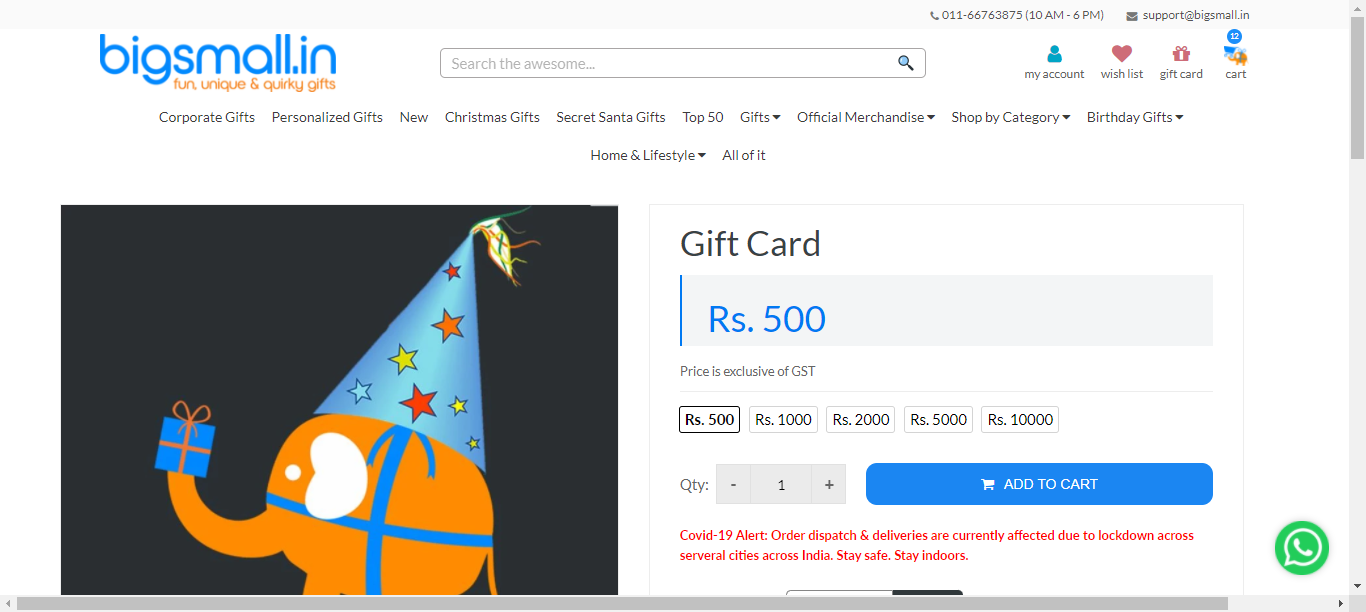 011-66763875 (10 AM - 6 PM) support@bigsmall.in
bigsmall.in
fun, unique & quirky gifts
Search the awesome...
12
my account wish list gift card cart
Corporate Gifts Personalized Gifts New Christmas Gifts Secret Santa Gifts Top 50 Gifts Official Merchandise Shop by Category Birthday Gifts
Home & Lifestyle All of it
Gift Card
Rs. 500
Price is exclusive of GST
Rs. 500 Rs. 1000 Rs. 2000 Rs. 5000 Rs. 10000
Qty: - 1 + ADD TO CART
Covid-19 Alert: Order dispatch & deliveries are currently affected due to lockdown across
serveral cities across India. Stay safe. Stay indoors.